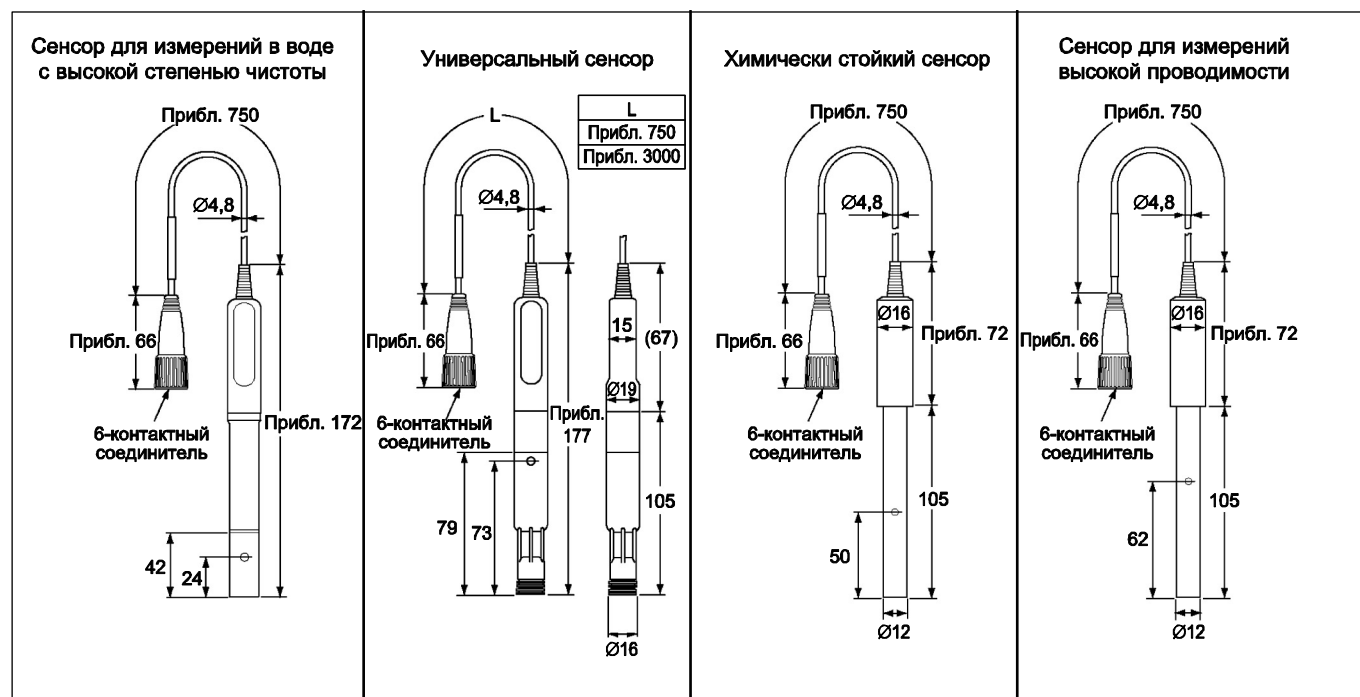 Сенсор для измерений в воде
с высокой степенью чистоты
Прибл. 750
Ø4,8
Прибл. 66
6-контактный
соединитель
Прибл. 172
42
24
Универсальный сенсор
L
L
Прибл. 750
Прибл. 3000
Ø4,8
Прибл. 66
15
(67)
Ø19
6-контактный
соединитель
Прибл.
177
79
73
105
Ø16
Химически стойкий сенсор
Прибл. 750
Ø4,8
Ø16
Прибл. 66
Прибл. 72
6-контактный
соединитель
105
50
Ø12
Сенсор для измерений
высокой проводимости
Прибл. 750
Ø4,8
Ø16
Прибл. 66
Прибл. 72
6-контактный
соединитель
105
62
Ø12